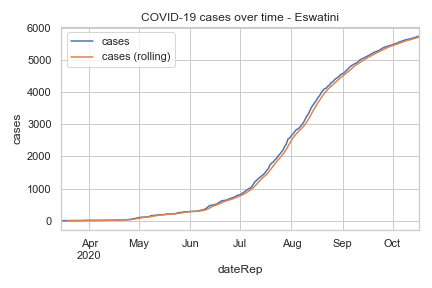 COVID-19 cases over time - Eswatini
cases
cases (rolling)
6000
5000
4000
3000
2000
1000
0
cases
Apr
2020
May
Jun
Jul
Aug
Sep
Oct
dateRep